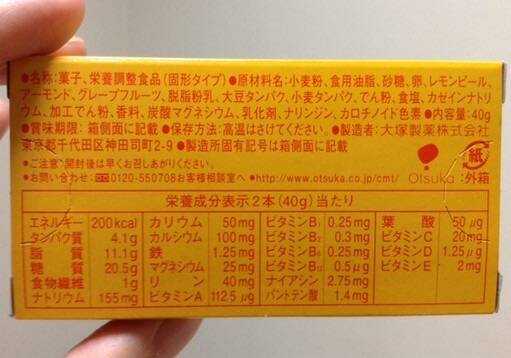 ●名称:菓子、栄養調整食品(固形タイプ)●原材料名:小麦粉、食用油脂、砂糖、卵、レモンピール、
アーモンド、グレープフルーツ、脱脂粉乳、大豆タンパク、小麦タンパク、でん粉、食塩、カゼインナトリ
ウム、加工でん粉、香料、炭酸マグネシウム、乳化剤、ナリンジン、カロチノイド色素●内容量:40g
●賞味期限:箱側面に記載●保存方法:高温はさけてください。●製造者:大塚製薬株式会社
東京都千代田区神田司町2-9●製造所固有記号は箱側面に記載
●ご注意:開封後は早くお召しあがりください。
●お問い合わせ:0120-550708お客様相談室へ●http://www.otsuka.co.jp/cmt/
Otsuka
紙
:外箱
栄養成分表示2本(40g)当たり
エネルギー 200kcal カリウム 50mg ビタミンB₁ 0.25mg 葉酸 50μg
タンパク質 4.1g カルシウム 100mg ビタミンB₂ 0.3mg ビタミンC 20mg
脂質 11.1g 鉄 1.25mg ビタミンB₆ 0.25mg ビタミンD 1.25μg
糖質 20.5g マグネシウム 25mg ビタミンB₁₂ 0.5μg ビタミンE 2mg
食物繊維 1g リン 40mg ナイアシン 2.75mg
ナトリウム 155mg ビタミンA 112.5μg パントテン酸 1.4mg